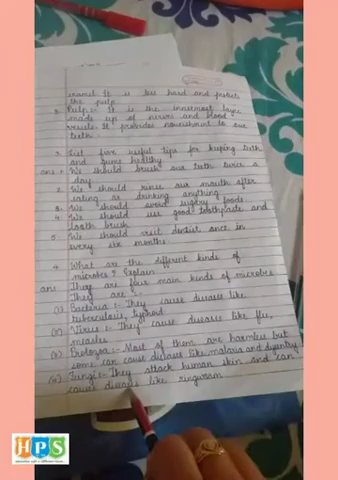 enamel. It is less hard and protects
the pulp.
3. Pulp :- It is the innermost layer
made up of nerves and blood
vessels. It provides nourishment to our
teeth
3. List five useful tips for keeping teeth
and gums healthy
ans 1. We should brush our teeth twice a
day.
2. We should rinse our mouth after
eating or drinking anything
3. We should avoid sugary foods
4. We should use good toothpaste and
tooth brush
5. We should visit dentist once in
every six months
4. What are the different kinds of
microbes? Explain.
ans. There are four main kinds of microbes
They are :-
(i) Bacteria :- They cause disease like
tuberculosis, typhoid.
(ii) Virus :- They cause diseases like flu,
measles
Protozoa :- Most of them are harmless but
some can cause diseases like malaria and dysentry
Fungi :- They attack human skin and can
cause disease like ringworm
HPS